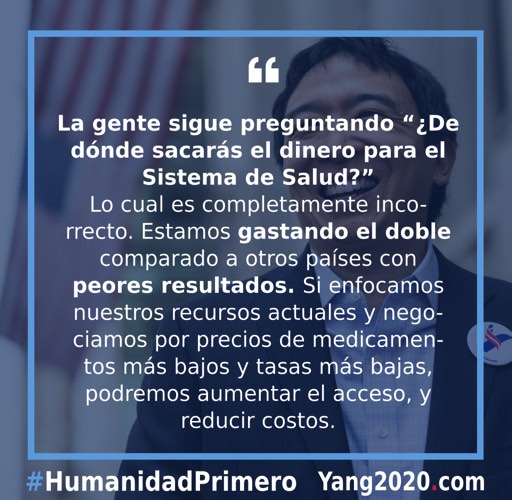 “
La gente sigue preguntando “¿De
dónde sacarás el dinero para el
Sistema de Salud?”
Lo cual es completamente inco-
rrecto. Estamos gastando el doble
comparado a otros países con
peores resultados. Si enfocamos
nuestros recursos actuales y nego-
ciamos por precios de medicamen-
tos más bajos y tasas más bajas,
podremos aumentar el acceso, y
reducir costos.
#HumanidadPrimero Yang2020.com